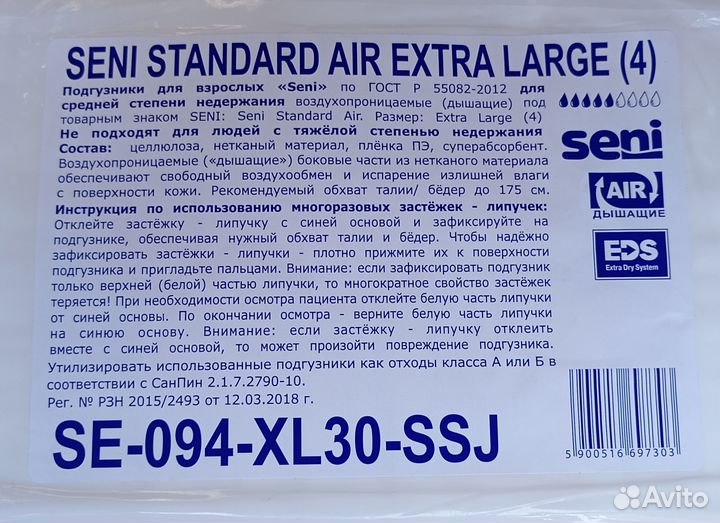 SENI STANDARD AIR EXTRA LARGE (4)
Подгузники для взрослых «Seni» по ГОСТ Р 55082-2012 для
средней степени недержания воздухопроницаемые (дышащие) под
товарным знаком SENI: Seni Standard Air. Размер: Extra Large (4)
Не подходят для людей с тяжёлой степенью недержания
Состав: целлюлоза, нетканый материал, плёнка ПЭ, суперабсорбент.
Воздухопроницаемые («дышащие») боковые части из нетканого материала
обеспечивают свободный воздухообмен и испарение излишней влаги
с поверхности кожи. Рекомендуемый обхват талии/ бёдер до 175 см.
seni
AIR
ДЫШАЩИЕ
EDS
Extra Dry System
Инструкция по использованию многоразовых застёжек - липучек:
Отклейте застёжку - липучку с синей основой и зафиксируйте на
подгузнике, обеспечивая нужный обхват талии и бёдер. Чтобы надёжно
зафиксировать застёжки - липучки - плотно прижмите их к поверхности
подгузника и пригладьте пальцами. Внимание: если зафиксировать подгузник
только верхней (белой) частью липучки, то многократное свойство застёжек
теряется! При необходимости осмотра пациента отклейте белую часть липучки
от синей основы. По окончании осмотра - верните белую часть липучки
на синюю основу. Внимание: если застёжку - липучку отклеить
вместе с синей основой, то может произойти повреждение подгузника.
Утилизировать использованные подгузники как отходы класса А или Б в
соответствии с СанПин 2.1.7.2790-10.
Рег. № РЗН 2015/2493 от 12.03.2018 г.
SE-094-XL30-SSJ
5 900516 697303
Avito